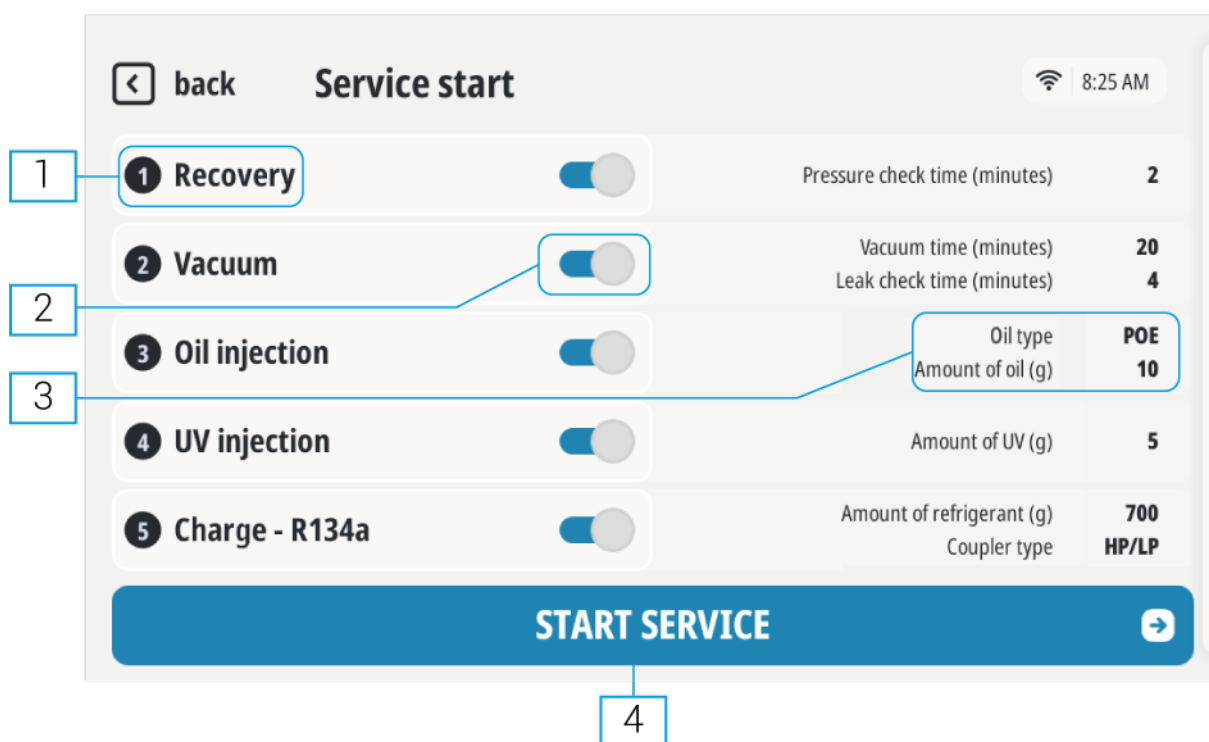 back Service start 8:25 AM
1
1 Recovery Pressure check time (minutes) 2
2 Vacuum Vacuum time (minutes) 20
Leak check time (minutes) 4
2
3 Oil injection Oil type POE
Amount of oil (g) 10
3
4 UV injection Amount of UV (g) 5
5 Charge - R134a Amount of refrigerant (g) 700
Coupler type HP/LP
START SERVICE
4